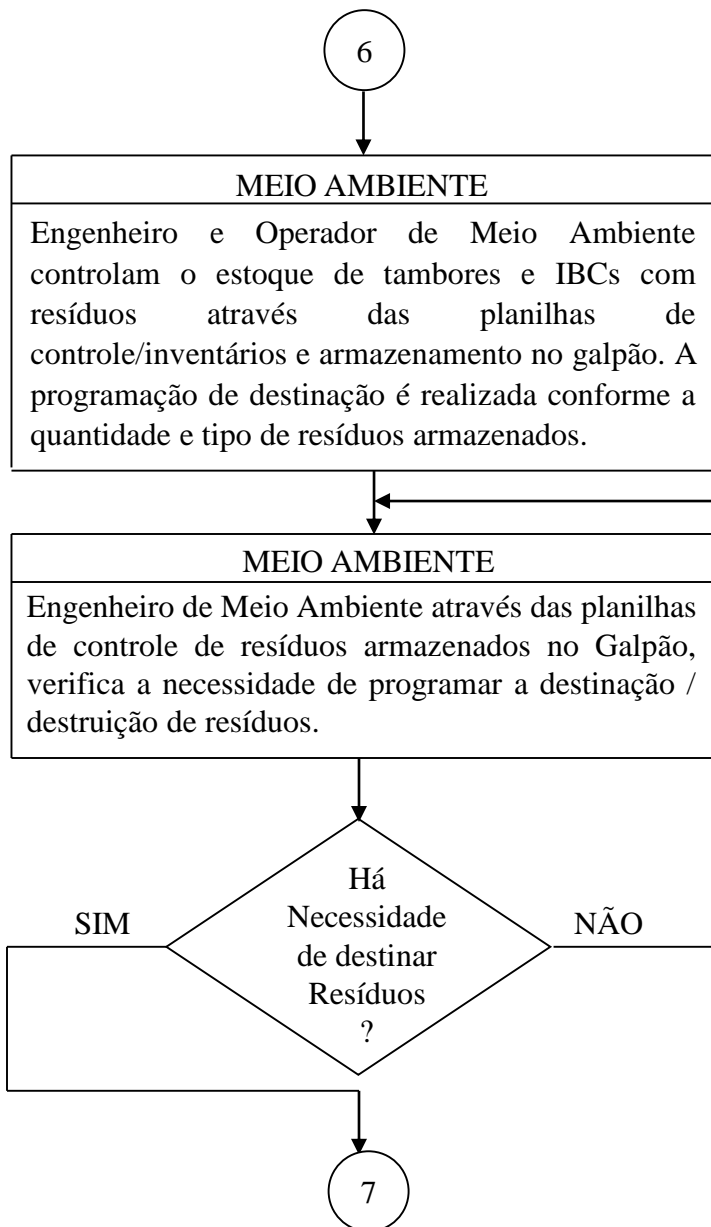 6
MEIO AMBIENTE
Engenheiro e Operador de Meio Ambiente
controlam o estoque de tambores e IBCs com
resíduos através das planilhas de
controle/inventários e armazenamento no galpão. A
programação de destinação é realizada conforme a
quantidade e tipo de resíduos armazenados.
MEIO AMBIENTE
Engenheiro de Meio Ambiente através das planilhas
de controle de resíduos armazenados no Galpão,
verifica a necessidade de programar a destinação /
destruição de resíduos.
Há
SIM Necessidade NÃO
de destinar
Resíduos
?
7